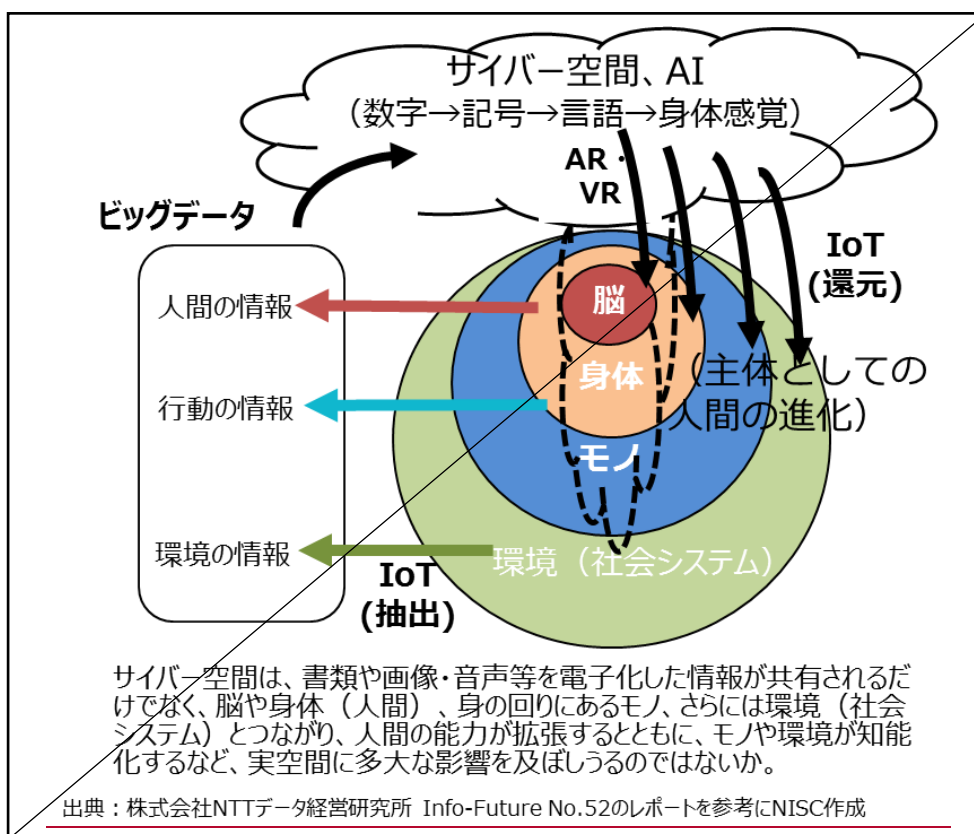 サイバー空間、AI
（数字→記号→言語→身体感覚）
AR・
VR
ビッグデータ
IoT
(還元)
人間の情報
脳
身体
（主体としての
人間の進化）
行動の情報
モノ
環境の情報
環境（社会システム）
IoT
(抽出)
サイバー空間は、書類や画像・音声等を電子化した情報が共有されるだ
けでなく、脳や身体（人間）、身の回りにあるモノ、さらには環境（社会
システム）とつながり、人間の能力が拡張するとともに、モノや環境が知能
化するなど、実空間に多大な影響を及ぼしうるのではないか。
出典：株式会社NTTデータ経営研究所 Info-Future No.52のレポートを参考にNISC作成